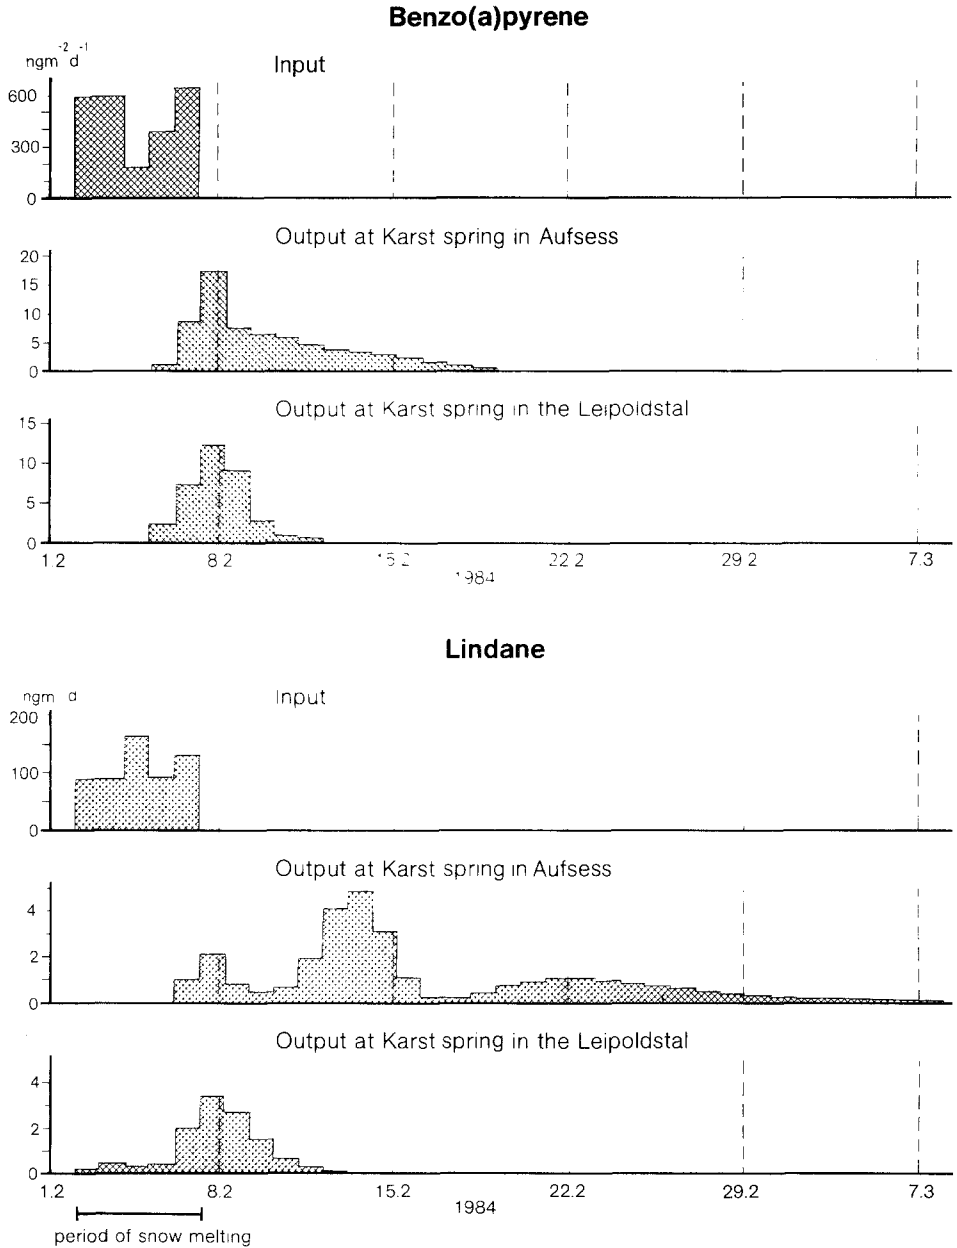 Benzo(a)pyrene
ngm-2d-1
Input
600
300
0
Output at Karst spring in Aufsess
20
15
10
5
0
Output at Karst spring in the Leipoldstal
15
10
5
0
1.2 8 2 15 2 22 2 29 2 7.3
1984
Lindane
ngm d
Input
200
100
0
Output at Karst spring in Aufsess
4
2
0
Output at Karst spring in the Leipoldstal
4
2
0
1.2 8.2 15.2 22.2 29.2 7.3
1984
period of snow melting